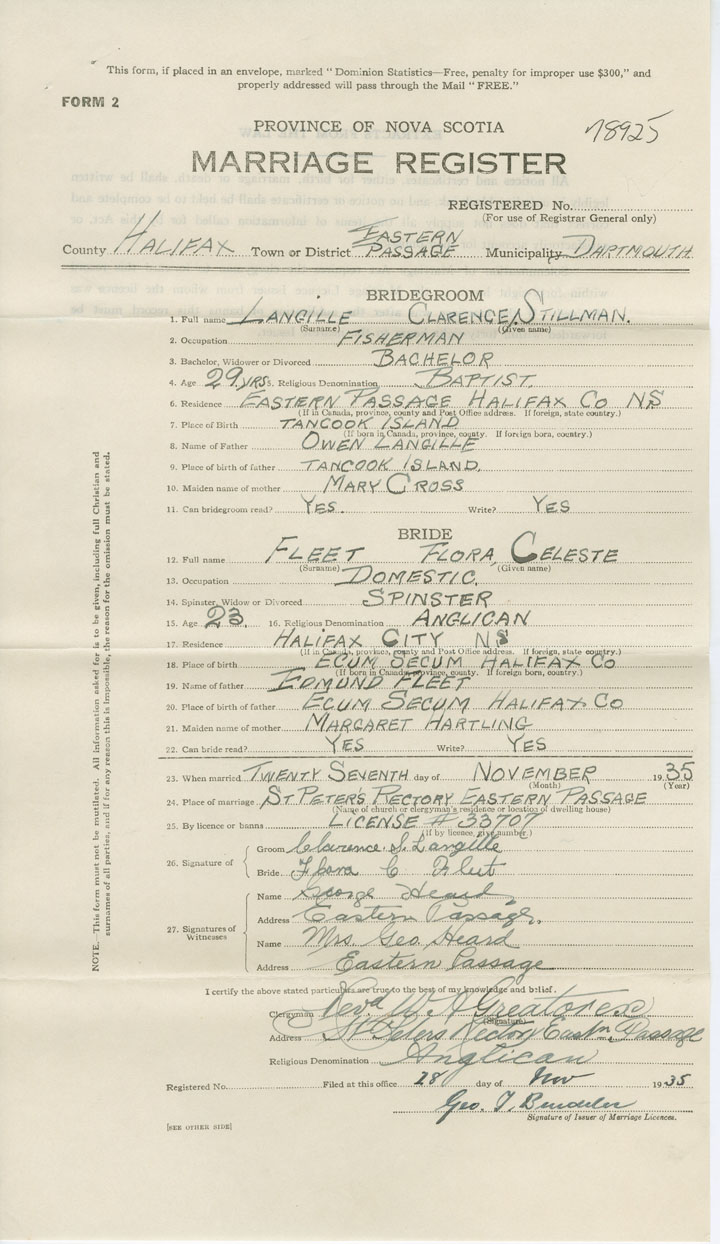 This form, if placed in an envelope, marked " Dominion Statistics—Free, penalty for improper use $300," and
properly addressed will pass through the Mail " FREE."
FORM 2
PROVINCE OF NOVA SCOTIA
78925
MARRIAGE REGISTER
REGISTERED No.
(For use of Registrar General only)
County HALIFAX Town or District EASTERN PASSAGE Municipality DARTMOUTH
BRIDEGROOM
1. Full name LANGILLE CLARENCE STILLMAN.
(Surname) (Given name)
2. Occupation FISHERMAN
3. Bachelor, Widower or Divorced BACHELOR
4. Age 29 YRS 5. Religious Denomination BAPTIST.
6. Residence EASTERN PASSAGE HALIFAX CO NS
(If in Canada, province, county and Post Office address. If foreign, state country.)
7. Place of Birth TANCOOK ISLAND
(If born in Canada, province, county. If foreign born, country.)
8. Name of Father OWEN LANGILLE
9. Place of birth of father TANCOOK ISLAND,
10. Maiden name of mother MARY CROSS
11. Can bridegroom read? YES. Write? YES
BRIDE
12. Full name FLEET FLORA, CELESTE
(Surname) (Given name)
13. Occupation DOMESTIC,
14. Spinster, Widow or Divorced SPINSTER
15. Age 23. 16. Religious Denomination ANGLICAN
17. Residence HALIFAX CITY NS
(If in Canada, province, county and Post Office address. If foreign, state country.)
18. Place of birth ECUM SECUM HALIFAX CO
(If born in Canada, province, county. If foreign born, country.)
19. Name of father EDMUND FLEET
20. Place of birth of father ECUM SECUM HALIFAX CO
21. Maiden name of mother MARGARET HARTLING
22. Can bride read? YES Write? YES
23. When married TWENTY SEVENTH day of NOVEMBER 1935
(Month) (Year)
24. Place of marriage ST PETER'S RECTORY EASTERN PASSAGE
(Name of church or clergyman's residence or location of dwelling house)
25. By licence or banns LICENSE # 33707
(If by licence, give number.)
26. Signature of
Groom Clarence. S. Langille
Bride Flora C Fleet
27. Signatures of Witnesses
Name George Heard
Address Eastern Passage.
Name Mrs. Geo. Heard
Address Eastern Passage
I certify the above stated particulars are true to the best of my knowledge and belief.
Clergyman Revd W. A Greatorex
(Signature)
Address St Peters Rectory Eastn. Passage
Religious Denomination Anglican
Registered No. Filed at this office 28 day of Nov 1935
Geo. T.
Signature of Issuer of Marriage Licences.
[SEE OTHER SIDE]
NOTE.—This form must not be mutilated. All information asked for is to be given, including full Christian and
surnames of all parties, and if for any reason this is impossible, the reason for the omission must be stated.